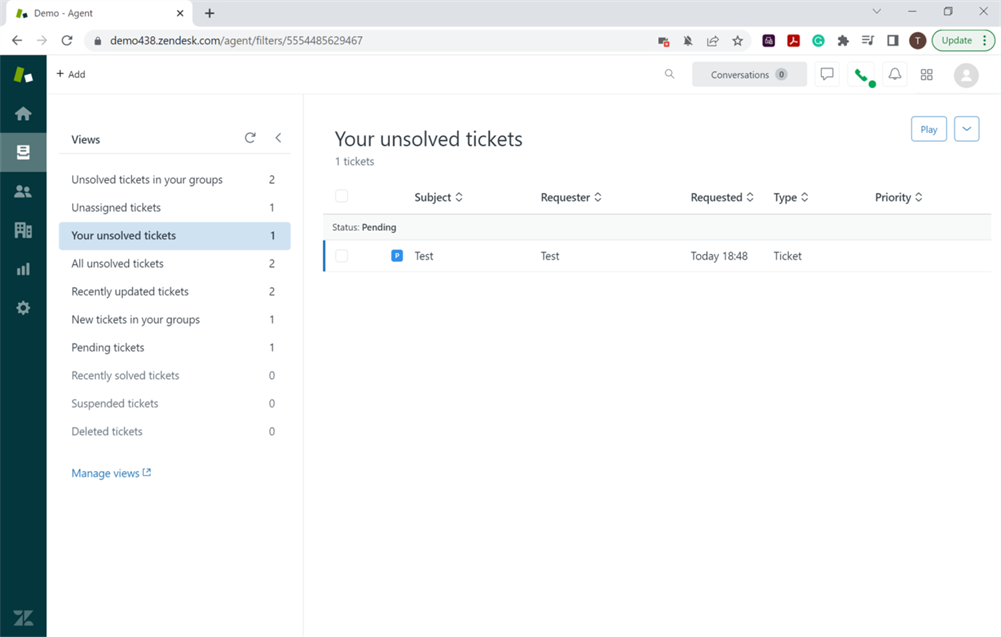 Demo - Agent
demo438.zendesk.com/agent/filters/5554485629467
T
Update
+ Add
Conversations 0
Views
Unsolved tickets in your groups 2
Unassigned tickets 1
Your unsolved tickets 1
All unsolved tickets 2
Recently updated tickets 2
New tickets in your groups 1
Pending tickets 1
Recently solved tickets 0
Suspended tickets 0
Deleted tickets 0
Manage views
Your unsolved tickets
1 tickets
Play
Subject Requester Requested Type Priority
Status: Pending
P Test Test Today 18:48 Ticket